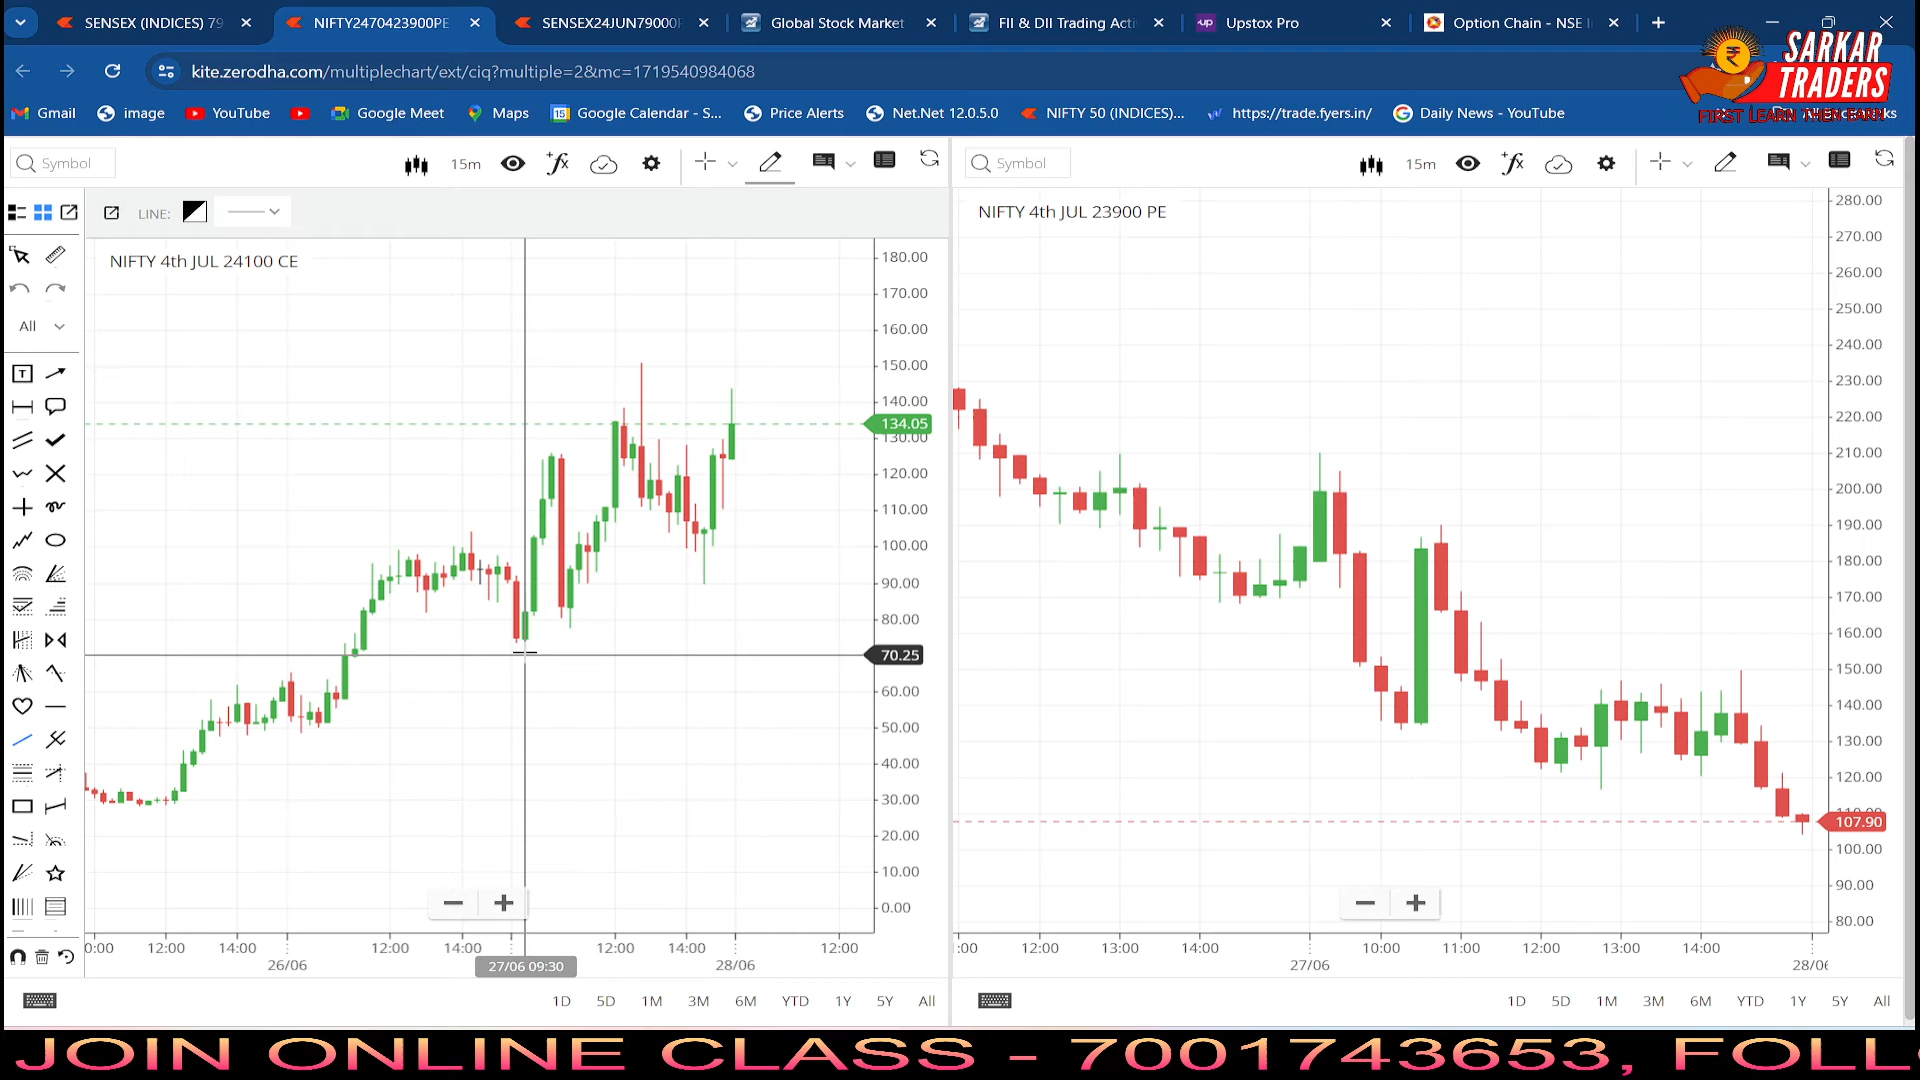 SENSEX (INDICES) 79
NIFTY2470423900PE
SENSEX24JUN79000P
Global Stock Market
FII & DII Trading Acti
Upstox Pro
Option Chain - NSE I
kite.zerodha.com/multiplechart/ext/ciq?multiple=2&mc=1719540984068
SARKAR
TRADERS
FIRST LEARN THEN EARN
Gmail
image
YouTube
Google Meet
Maps
Google Calendar - S...
Price Alerts
Net.Net 12.0.5.0
NIFTY 50 (INDICES)...
https://trade.fyers.in/
Daily News - YouTube
Symbol
15m
Symbol
15m
LINE:
All
NIFTY 4th JUL 24100 CE
180.00
170.00
160.00
150.00
140.00
134.05
130.00
120.00
110.00
100.00
90.00
80.00
70.25
60.00
50.00
40.00
30.00
20.00
10.00
0.00
12:00
14:00
12:00
14:00
12:00
14:00
12:00
26/06
27/06 09:30
28/06
1D 5D 1M 3M 6M YTD 1Y 5Y All
NIFTY 4th JUL 23900 PE
280.00
270.00
260.00
250.00
240.00
230.00
220.00
210.00
200.00
190.00
180.00
170.00
160.00
150.00
140.00
130.00
120.00
110.00
107.90
100.00
90.00
80.00
:00
12:00
13:00
14:00
10:00
11:00
12:00
13:00
14:00
27/06
28/06
1D 5D 1M 3M 6M YTD 1Y 5Y All
JOIN ONLINE CLASS - 7001743653, FOLL